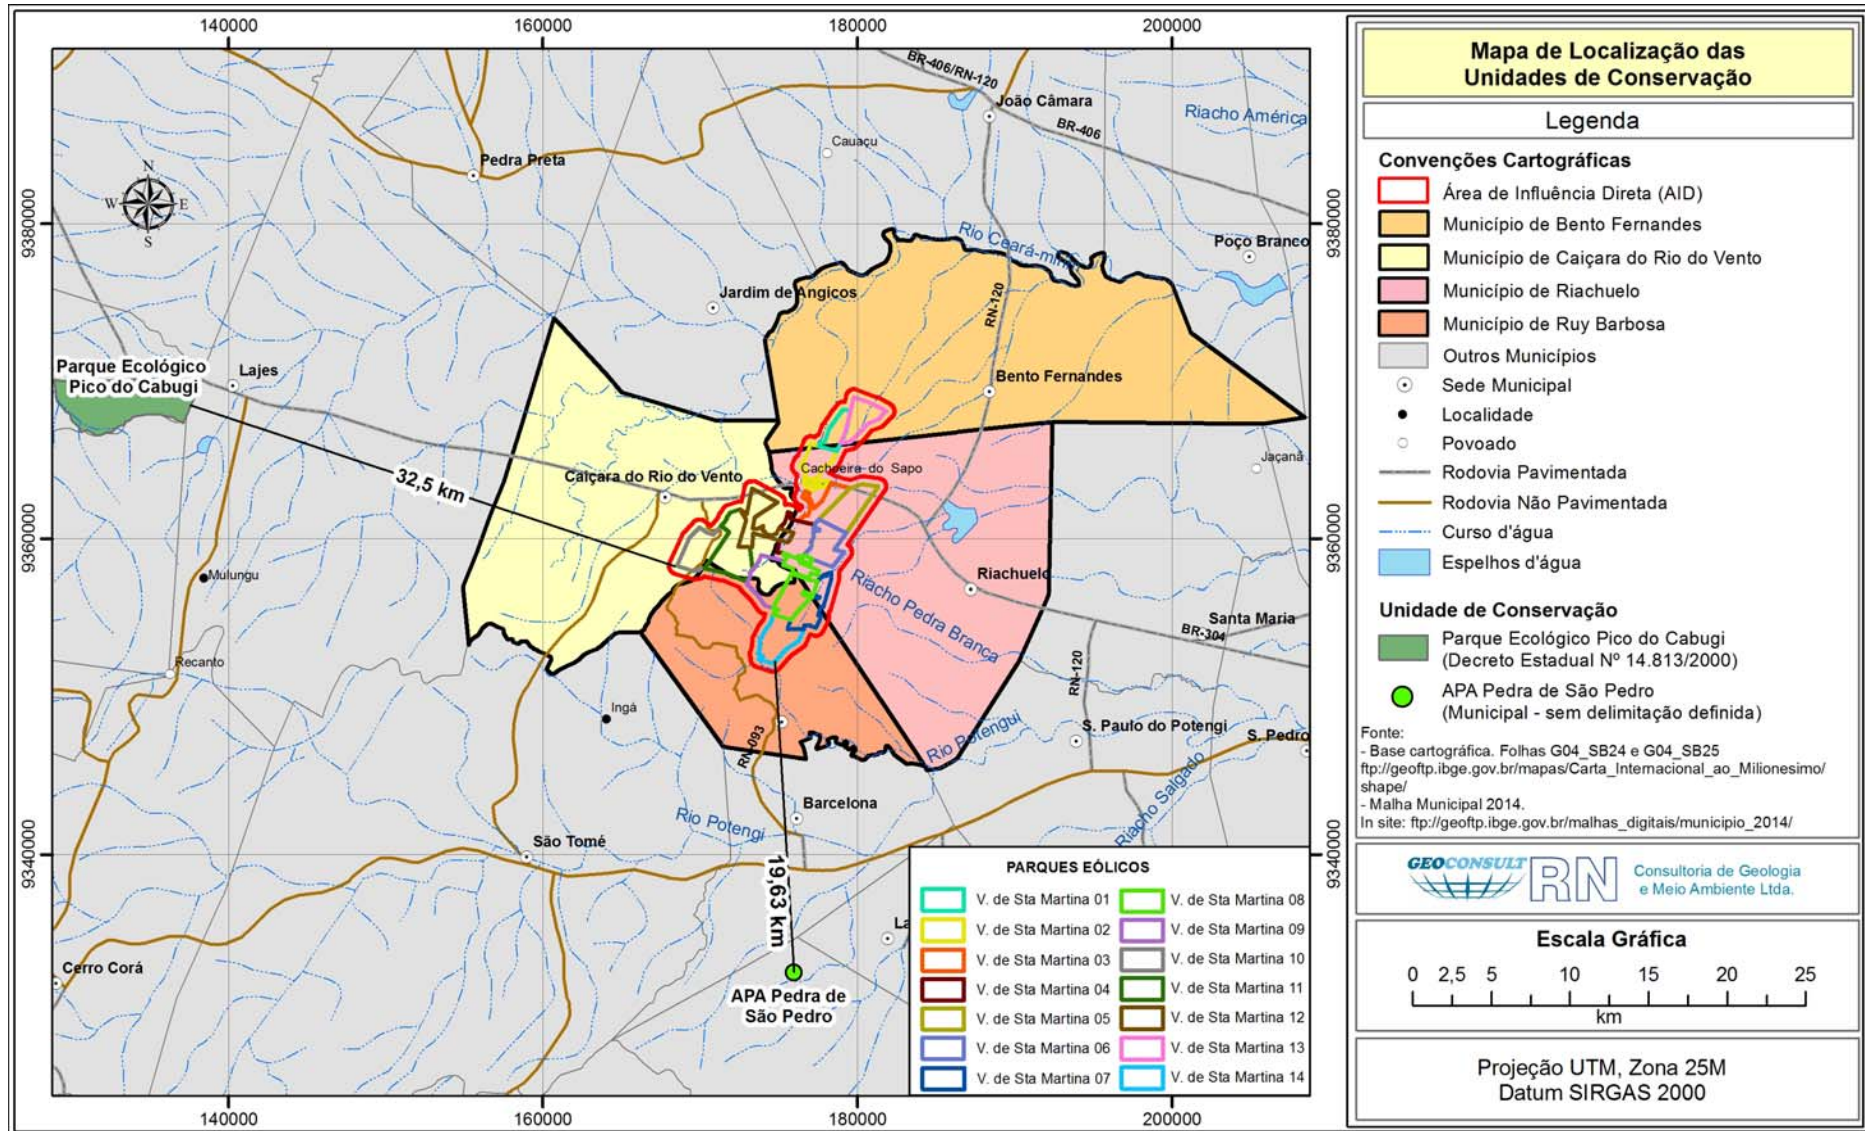 140000
160000
180000
200000
9380000
9360000
9340000
9380000
9360000
9340000
140000
160000
180000
200000
N
W
E
S
BR-406/RN-120
João Câmara
BR-406
Riacho América
Cauaçu
Pedra Preta
Rio Ceará-mirim
Poço Branco
Jardim de Angicos
RN-120
Parque Ecológico
Pico do Cabugi
Lajes
Bento Fernandes
32,5 km
Caiçara do Rio do Vento
Cachoeira do Sapo
Jaçanã
Mulungu
Riacho Pedra Branca
Riachuelo
Santa Maria
BR-304
Recanto
Ingá
RN-120
RN-093
Rio Potengui
S. Paulo do Potengi
S. Pedro
Riacho Salgado
Barcelona
Rio Potengi
São Tomé
19,63 km
La
Cerro Corá
APA Pedra de
São Pedro
PARQUES EÓLICOS
V. de Sta Martina 01
V. de Sta Martina 08
V. de Sta Martina 02
V. de Sta Martina 09
V. de Sta Martina 03
V. de Sta Martina 10
V. de Sta Martina 04
V. de Sta Martina 11
V. de Sta Martina 05
V. de Sta Martina 12
V. de Sta Martina 06
V. de Sta Martina 13
V. de Sta Martina 07
V. de Sta Martina 14
Mapa de Localização das
Unidades de Conservação
Legenda
Convenções Cartográficas
Área de Influência Direta (AID)
Município de Bento Fernandes
Município de Caiçara do Rio do Vento
Município de Riachuelo
Município de Ruy Barbosa
Outros Municípios
Sede Municipal
Localidade
Povoado
Rodovia Pavimentada
Rodovia Não Pavimentada
Curso d'água
Espelhos d'água
Unidade de Conservação
Parque Ecológico Pico do Cabugi
(Decreto Estadual Nº 14.813/2000)
APA Pedra de São Pedro
(Municipal - sem delimitação definida)
Fonte:
- Base cartográfica. Folhas G04_SB24 e G04_SB25
ftp://geoftp.ibge.gov.br/mapas/Carta_Internacional_ao_Milionesimo/
shape/
- Malha Municipal 2014.
In site: ftp://geoftp.ibge.gov.br/malhas_digitais/municipio_2014/
GEOCONSULT RN
Consultoria de Geologia
e Meio Ambiente Ltda.
Escala Gráfica
0 2,5 5 10 15 20 25
km
Projeção UTM, Zona 25M
Datum SIRGAS 2000